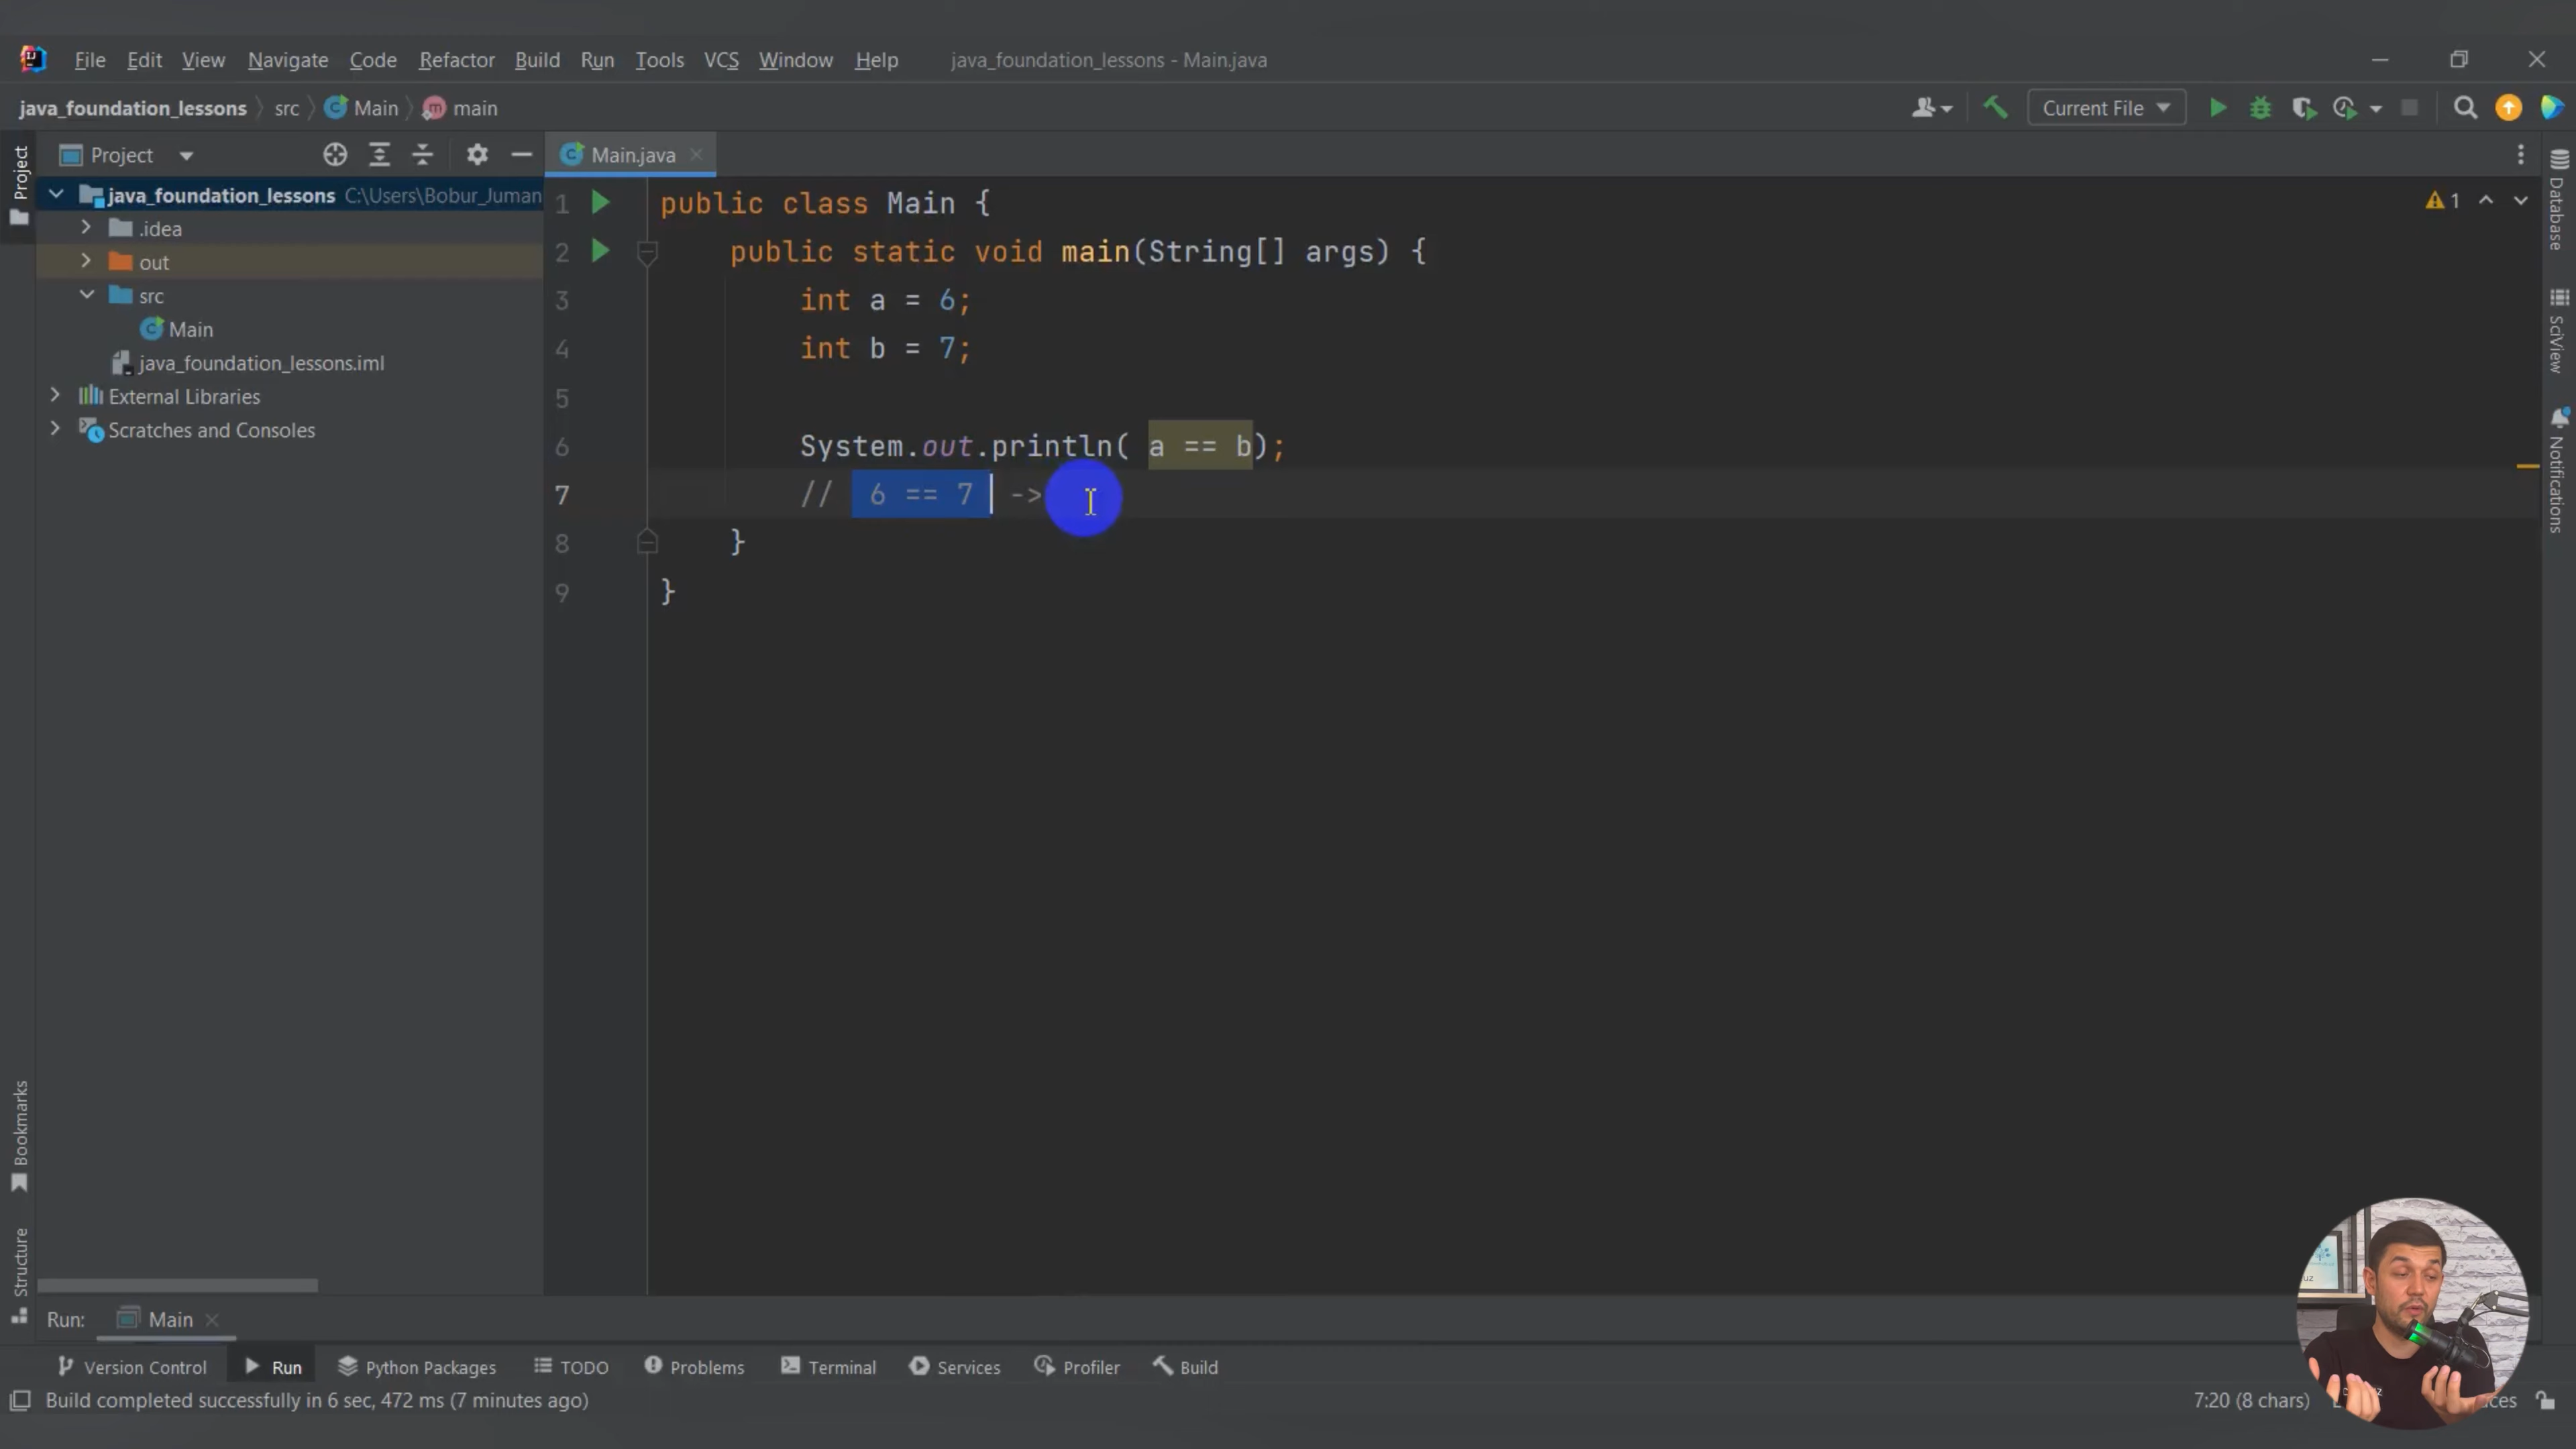 File Edit View Navigate Code Refactor Build Run Tools VCS Window Help java_foundation_lessons - Main.java
java_foundation_lessons src Main main
Current File
Project
Project
Main.java
java_foundation_lessons C:\Users\Bobur_Juman
.idea
out
src
Main
java_foundation_lessons.iml
External Libraries
Scratches and Consoles
1 public class Main {
2 public static void main(String[] args) {
3 int a = 6;
4 int b = 7;
5
6 System.out.println( a == b);
7 // 6 == 7 ->
8 }
9 }
1
Database
SciView
Notifications
Bookmarks
Structure
Run: Main
Version Control Run Python Packages TODO Problems Terminal Services Profiler Build
Build completed successfully in 6 sec, 472 ms (7 minutes ago)
7:20 (8 chars)